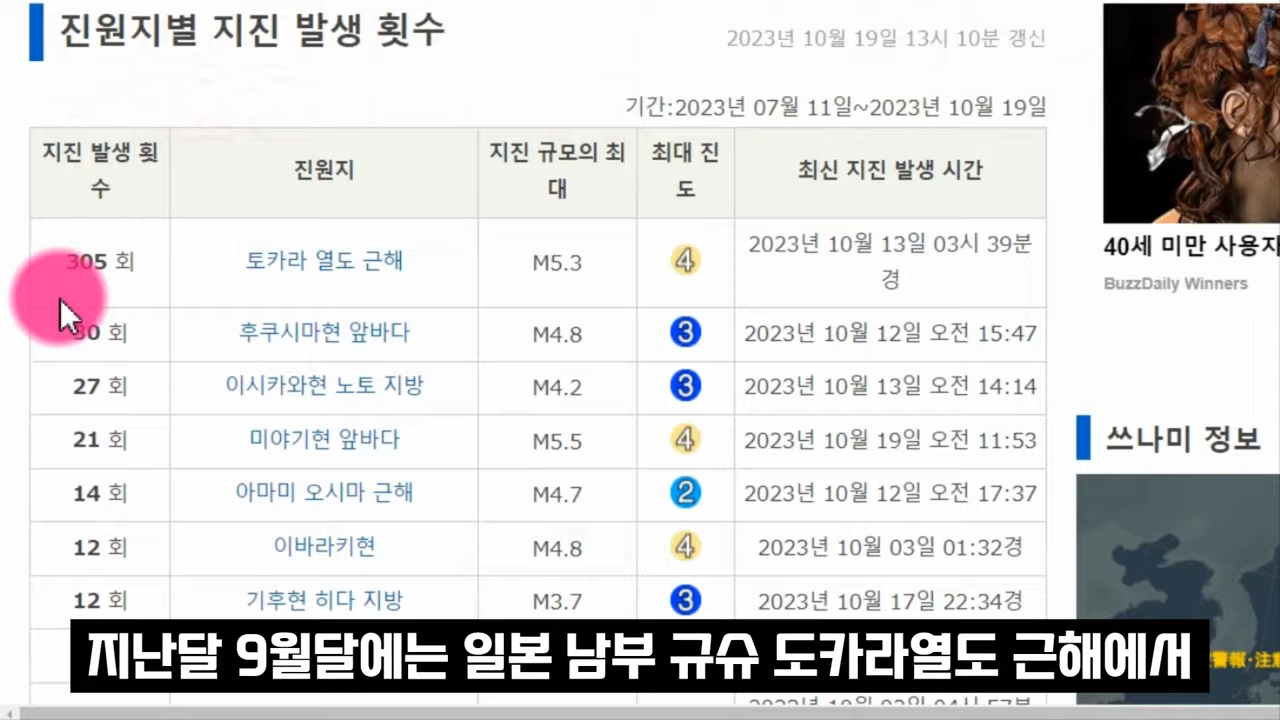 진원지별 지진 발생 횟수
2023년 10월 19일 13시 10분 갱신
기간:2023년 07월 11일~2023년 10월 19일
지진 발생 횟수 진원지 지진 규모의 최대 최대 진도 최신 지진 발생 시간
305 회 토카라 열도 근해 M5.3 4 2023년 10월 13일 03시 39분경
30 회 후쿠시마현 앞바다 M4.8 3 2023년 10월 12일 오전 15:47
27 회 이시카와현 노토 지방 M4.2 3 2023년 10월 13일 오전 14:14
21 회 미야기현 앞바다 M5.5 4 2023년 10월 19일 오전 11:53
14 회 아마미 오시마 근해 M4.7 2 2023년 10월 12일 오전 17:37
12 회 이바라키현 M4.8 4 2023년 10월 03일 01:32경
12 회 기후현 히다 지방 M3.7 3 2023년 10월 17일 22:34경
40세 미만 사용자
BuzzDaily Winners
쓰나미 정보
警報·注
지난달 9월달에는 일본 남부 규슈 도카라열도 근해에서